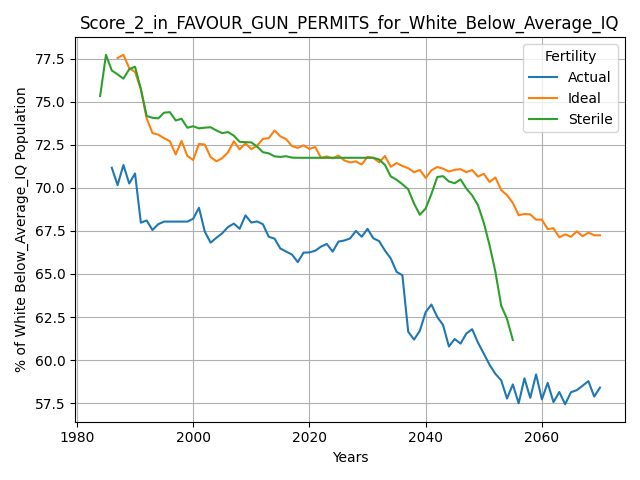 Score_2_in_FAVOUR_GUN_PERMITS_for_White_Below_Average_IQ
% of White Below_Average_IQ Population
77.5
75.0
72.5
70.0
67.5
65.0
62.5
60.0
57.5
Fertility
Actual
Ideal
Sterile
1980
2000
2020
2040
2060
Years